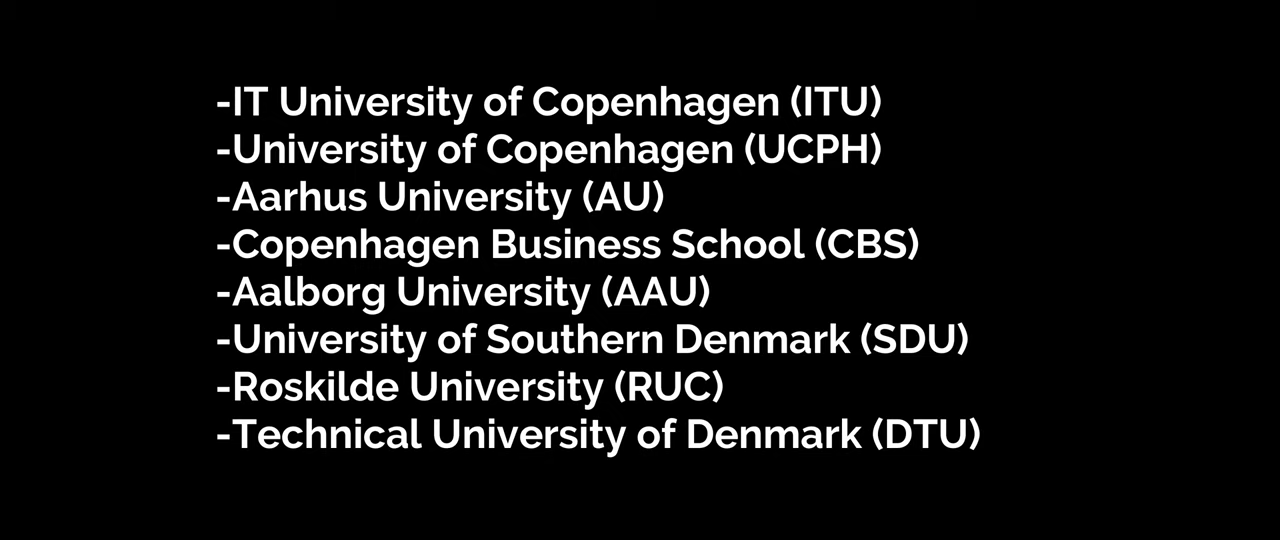 -IT University of Copenhagen (ITU)
-University of Copenhagen (UCPH)
-Aarhus University (AU)
-Copenhagen Business School (CBS)
-Aalborg University (AAU)
-University of Southern Denmark (SDU)
-Roskilde University (RUC)
-Technical University of Denmark (DTU)